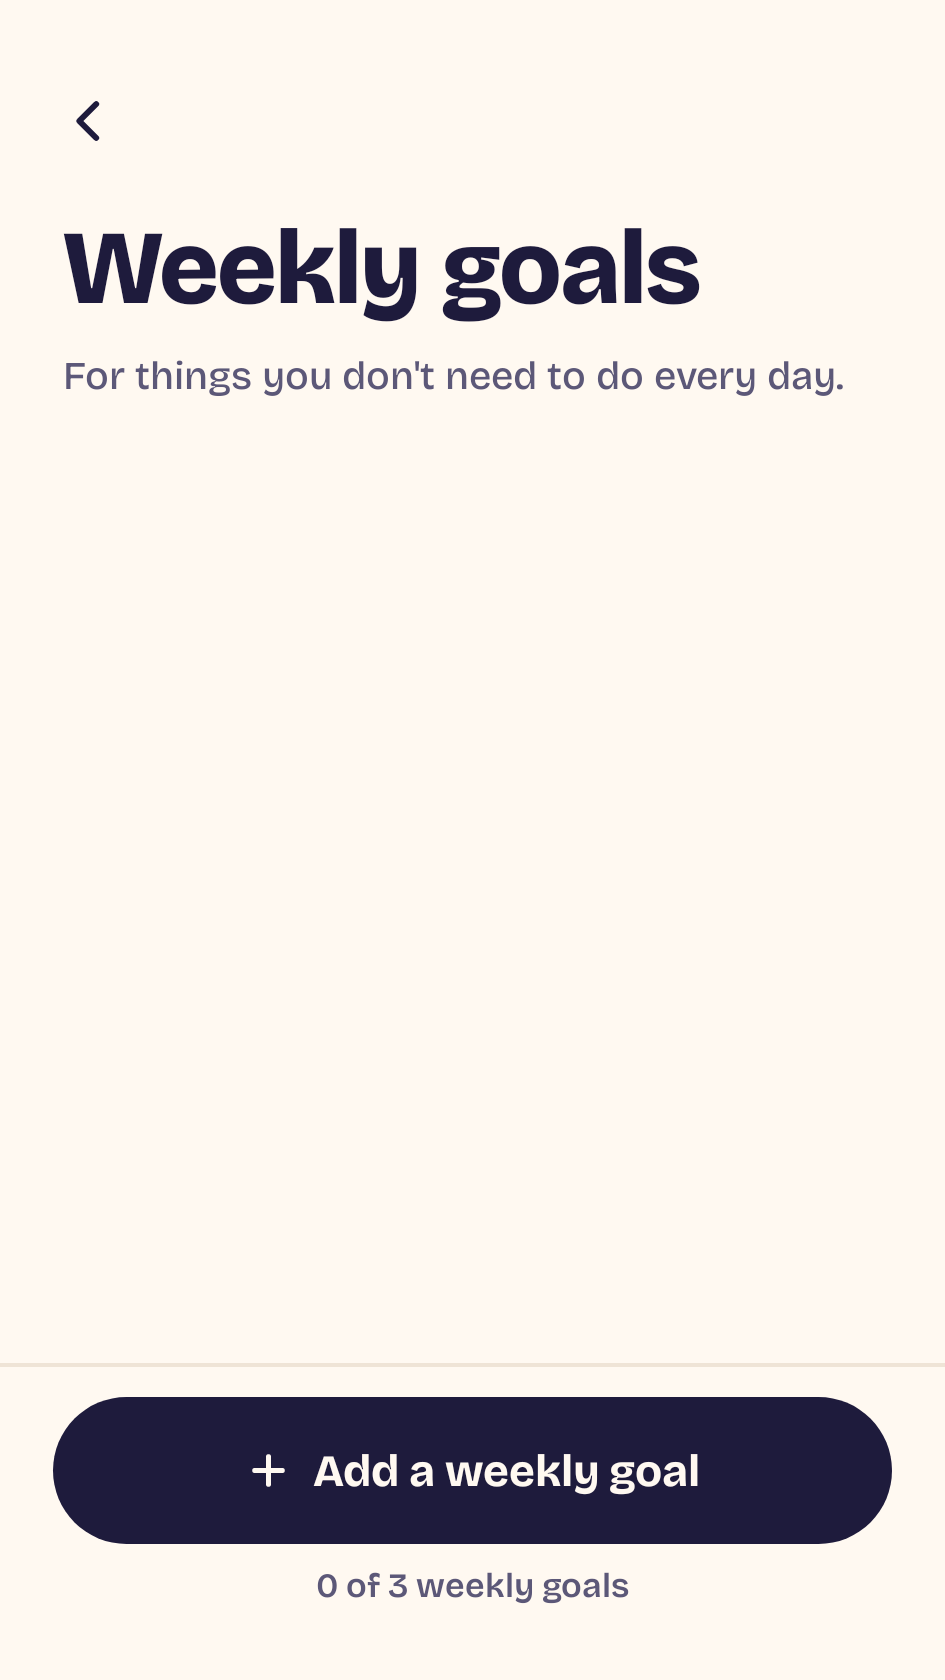 Weekly goals
For things you don't need to do every day.
Add a weekly goal
0 of 3 weekly goals